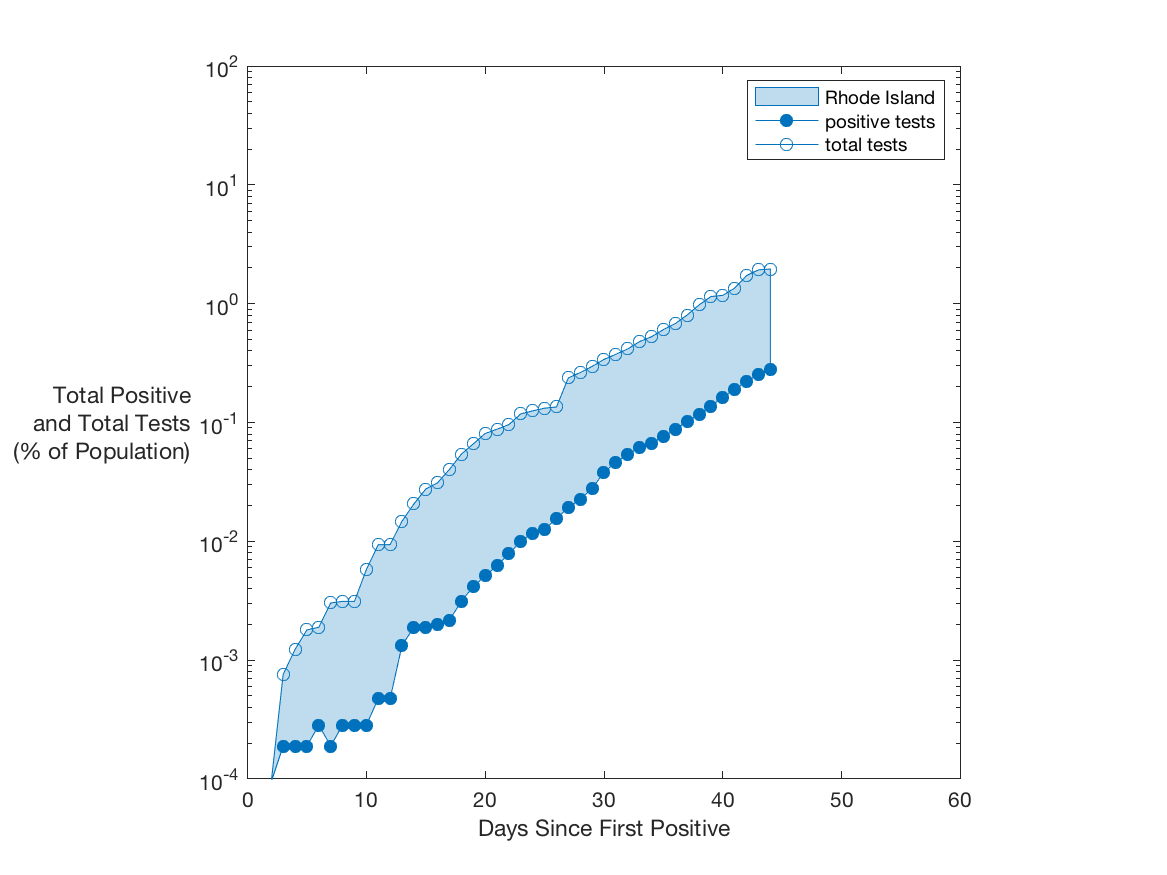 10^2
10^1
10^0
10^-1
10^-2
10^-3
10^-4
Total Positive
and Total Tests
(% of Population)
Rhode Island
positive tests
total tests
0 10 20 30 40 50 60
Days Since First Positive